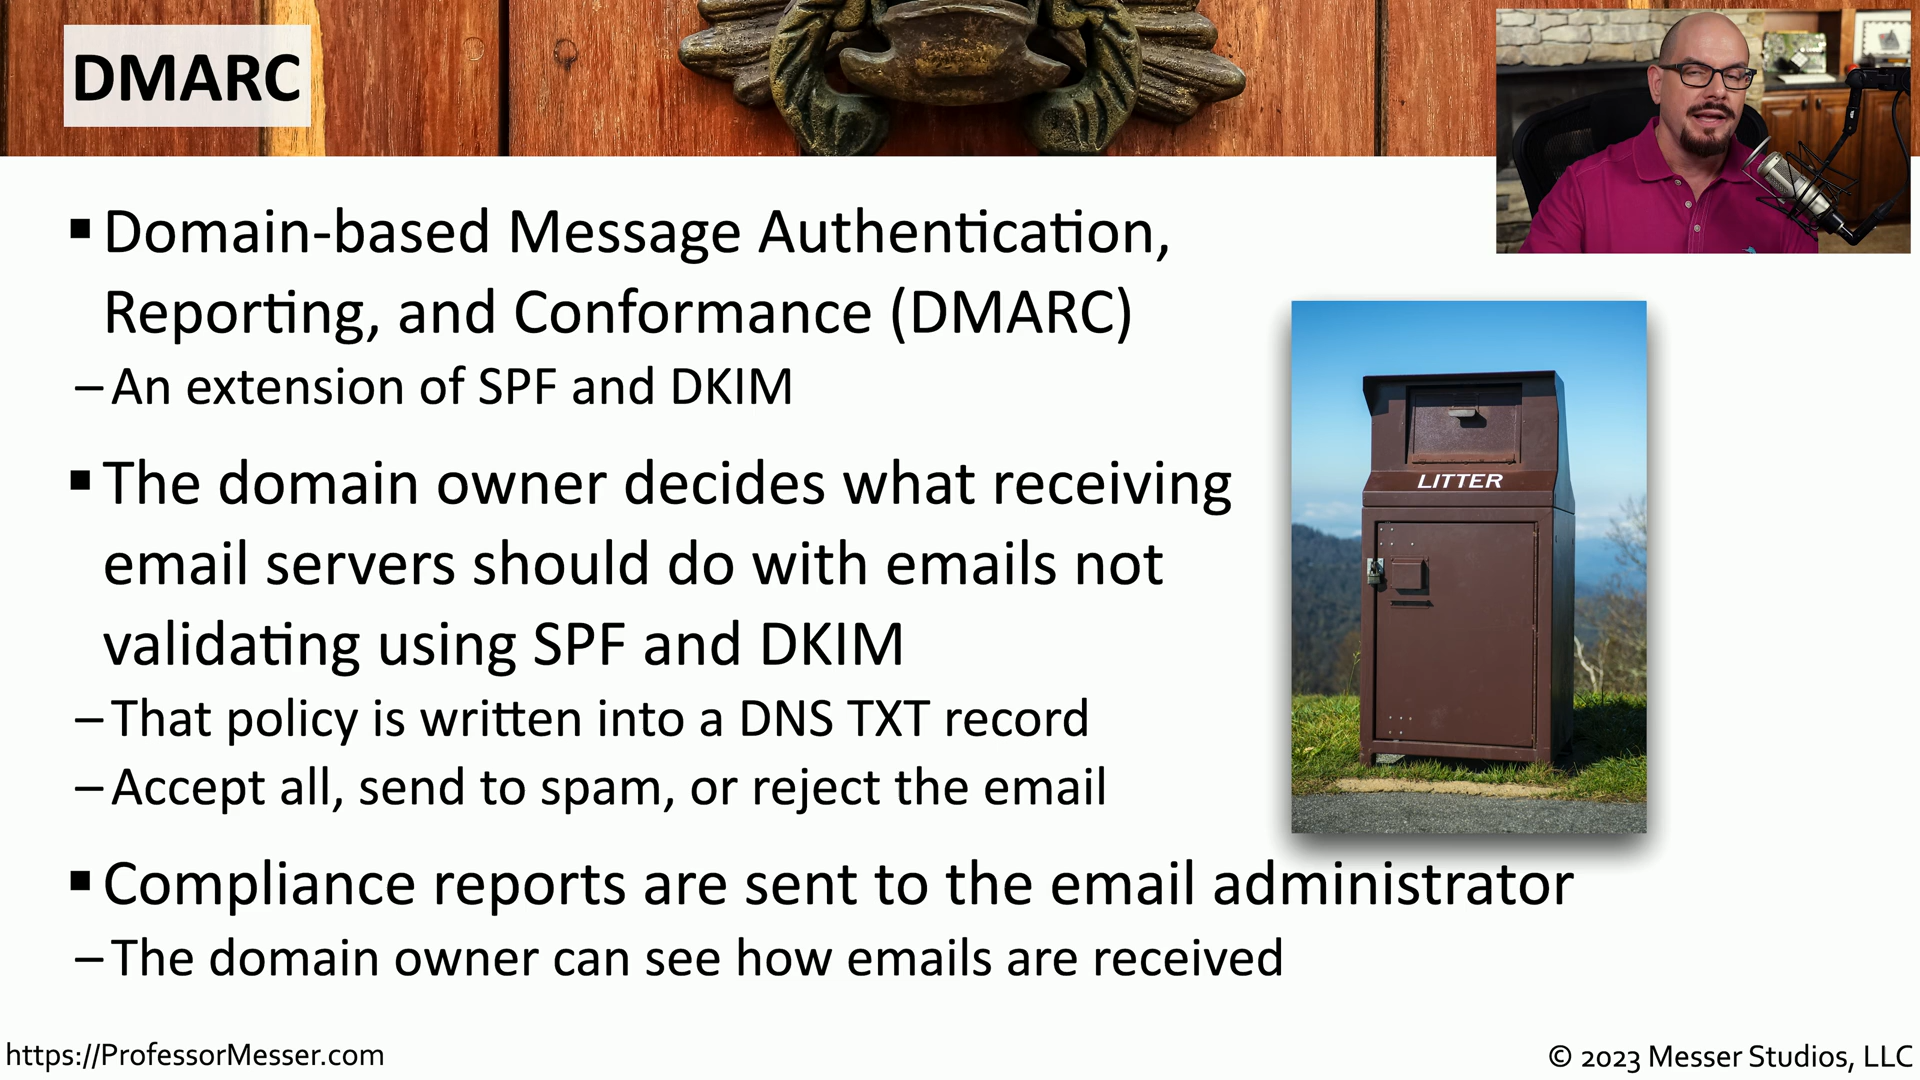 DMARC
▪ Domain-based Message Authentication,
Reporting, and Conformance (DMARC)
– An extension of SPF and DKIM
▪ The domain owner decides what receiving
email servers should do with emails not
validating using SPF and DKIM
– That policy is written into a DNS TXT record
– Accept all, send to spam, or reject the email
LITTER
▪ Compliance reports are sent to the email administrator
– The domain owner can see how emails are received
https://ProfessorMesser.com
© 2023 Messer Studios, LLC